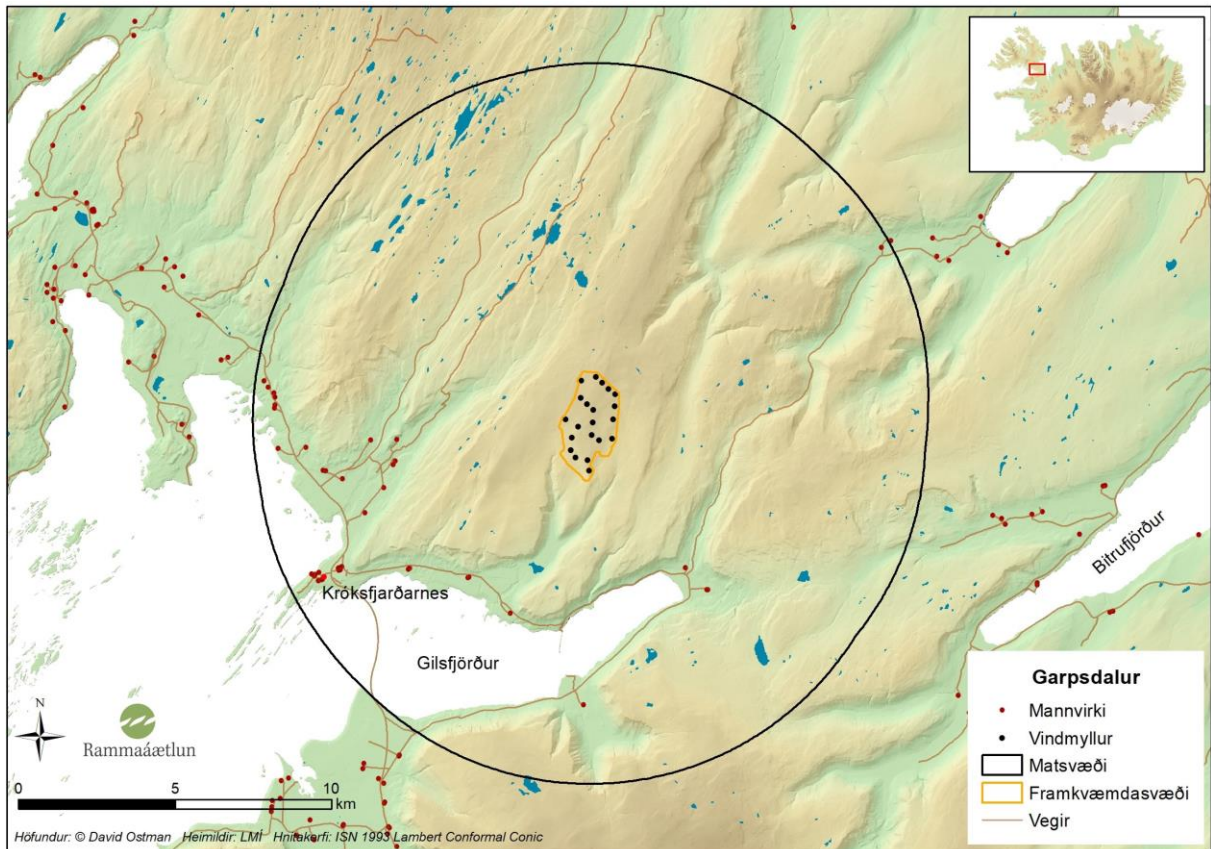 Króksfjarðarnes
Gilsfjörður
Bitrufjörður
N
Rammaáætlun
0 5 10
km
Garpsdalur
Mannvirki
Vindmyllur
Matsvæði
Framkvæmdasvæði
Vegir
Höfundur: © David Ostman Heimildir: LMÍ Hnitakerfi: ISN 1993 Lambert Conformal Conic